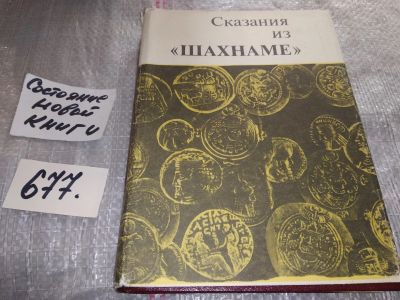 Сказания
из
«ШАХНАМЕ»
Состояние
новой
книги
677.